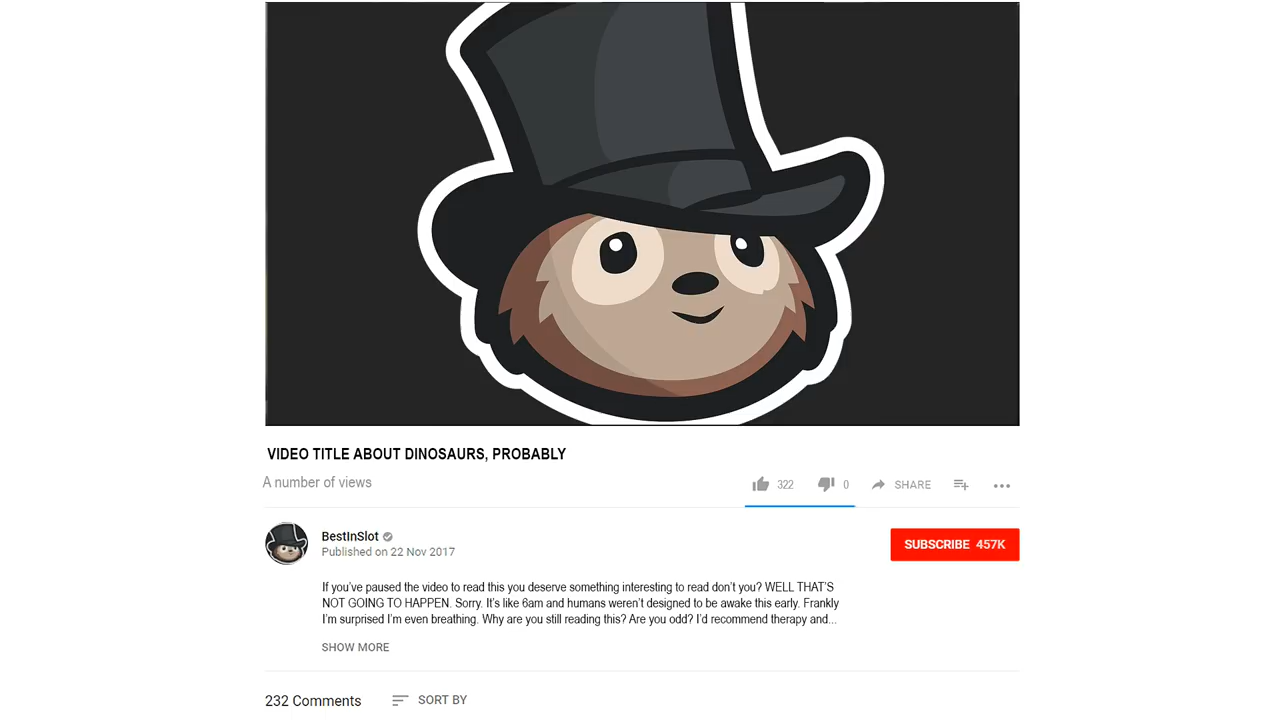 VIDEO TITLE ABOUT DINOSAURS, PROBABLY
A number of views
322 0 SHARE
BestInSlot
SUBSCRIBE 457K
Published on 22 Nov 2017
If you've paused the video to read this you deserve something interesting to read don't you? WELL THAT'S
NOT GOING TO HAPPEN. Sorry. It's like 6am and humans weren't designed to be awake this early. Frankly
I'm surprised I'm even breathing. Why are you still reading this? Are you odd? I'd recommend therapy and...
SHOW MORE
232 Comments SORT BY